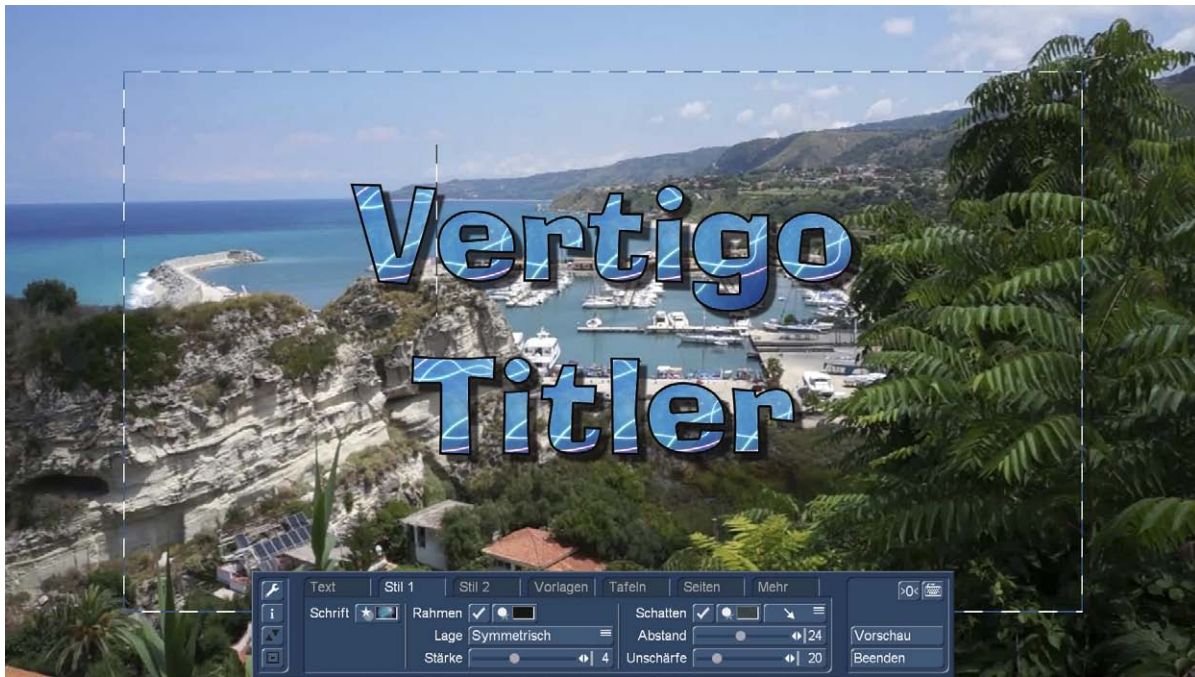 Vertigo
Titler
Text Stil 1 Stil 2 Vorlagen Tafeln Seiten Mehr >0<
Schrift Rahmen Schatten
Lage Symmetrisch Abstand 24 Vorschau
Stärke 4 Unschärfe 20 Beenden